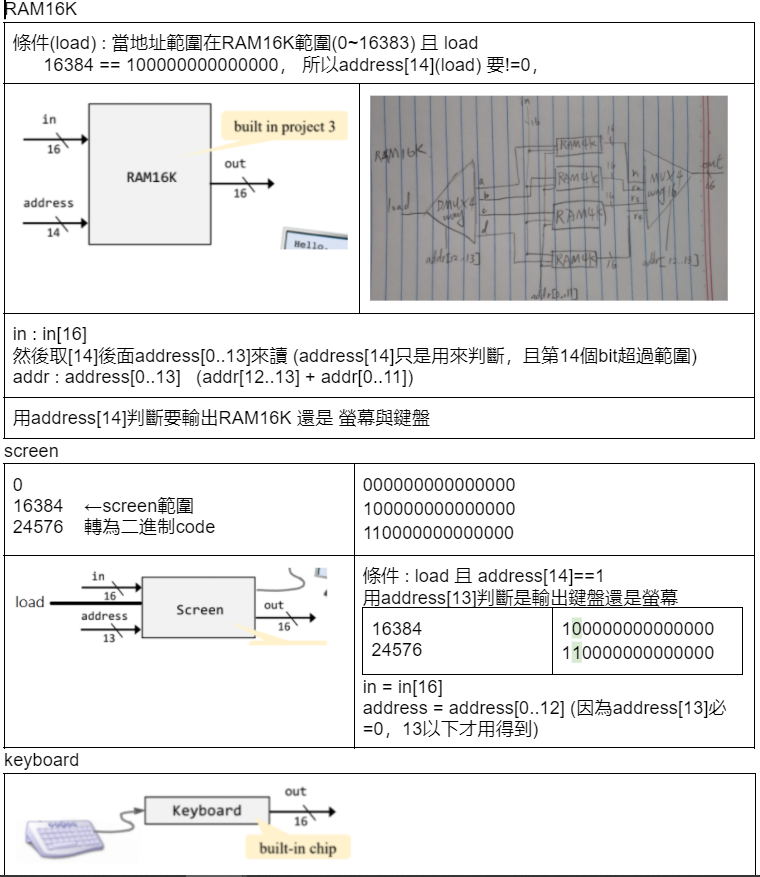 RAM16K
條件(load) : 當地址範圍在RAM16K範圍(0~16383) 且 load
16384 == 100000000000000， 所以address[14](load) 要!=0，
in
16
address
14
RAM16K
built in project 3
out
16
Hello,
RAM16K
load
DMUX4
way
a
b
c
d
addr[12..13]
in
16
RAM4K
RAM4K
RAM4K
RAM4K
16
16
16
16
addr[0..11]
MUX4
way16
addr[12..13]
out
16
in : in[16]
然後取[14]後面address[0..13]來讀 (address[14]只是用來判斷，且第14個bit超過範圍)
addr : address[0..13]   (addr[12..13] + addr[0..11])
用address[14]判斷要輸出RAM16K 還是 螢幕與鍵盤
screen
0
16384 ←screen範圍
24576 轉為二進制code
000000000000000
100000000000000
110000000000000
in
16
load
address
13
Screen
out
16
條件 : load 且 address[14]==1
用address[13]判斷是輸出鍵盤還是螢幕
16384 100000000000000
24576 110000000000000
in = in[16]
address = address[0..12] (因為address[13]必
=0，13以下才用得到)
keyboard
Keyboard
out
16
built-in chip